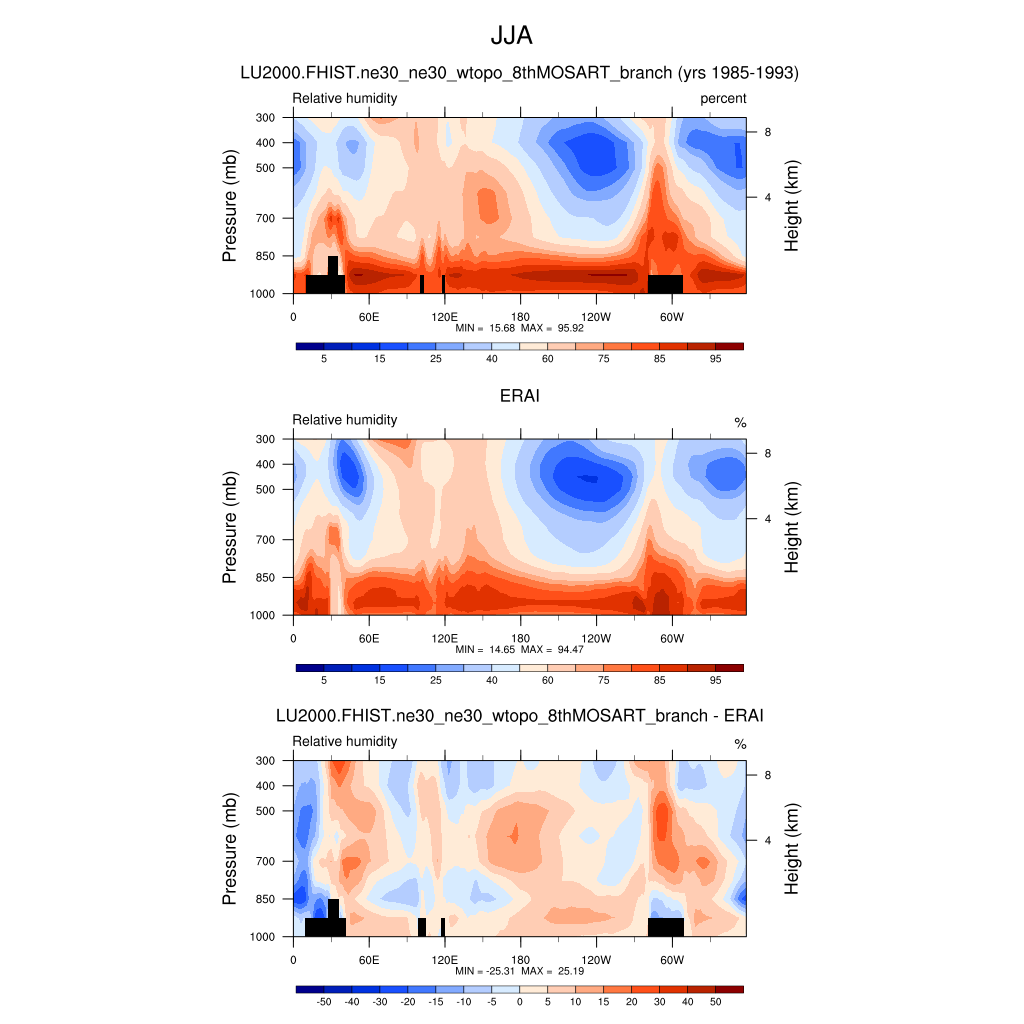 JJA
LU2000.FHIST.ne30_ne30_wtopo_8thMOSART_branch (yrs 1985-1993)
Relative humidity percent
300
400
500
700
850
1000
Pressure (mb)
8
4
Height (km)
0 60E 120E 180 120W 60W
MIN = 15.68 MAX = 95.92
5 15 25 40 60 75 85 95
ERAI
Relative humidity %
300
400
500
700
850
1000
Pressure (mb)
8
4
Height (km)
0 60E 120E 180 120W 60W
MIN = 14.65 MAX = 94.47
5 15 25 40 60 75 85 95
LU2000.FHIST.ne30_ne30_wtopo_8thMOSART_branch - ERAI
Relative humidity %
300
400
500
700
850
1000
Pressure (mb)
8
4
Height (km)
0 60E 120E 180 120W 60W
MIN = -25.31 MAX = 25.19
-50 -40 -30 -20 -15 -10 -5 0 5 10 15 20 30 40 50